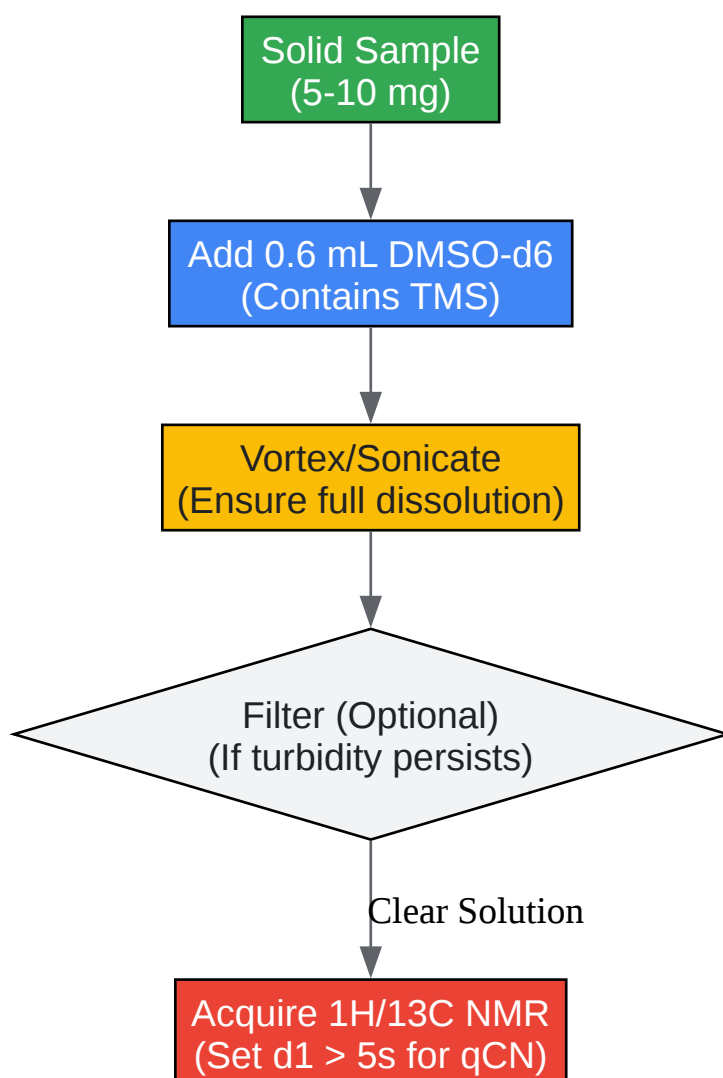 Solid Sample
(5-10 mg)
Add 0.6 mL DMSO-d6
(Contains TMS)
Vortex/Sonicate
(Ensure full dissolution)
Filter (Optional)
(If turbidity persists)
Clear Solution
Acquire 1H/13C NMR
(Set d1 > 5s for qCN)